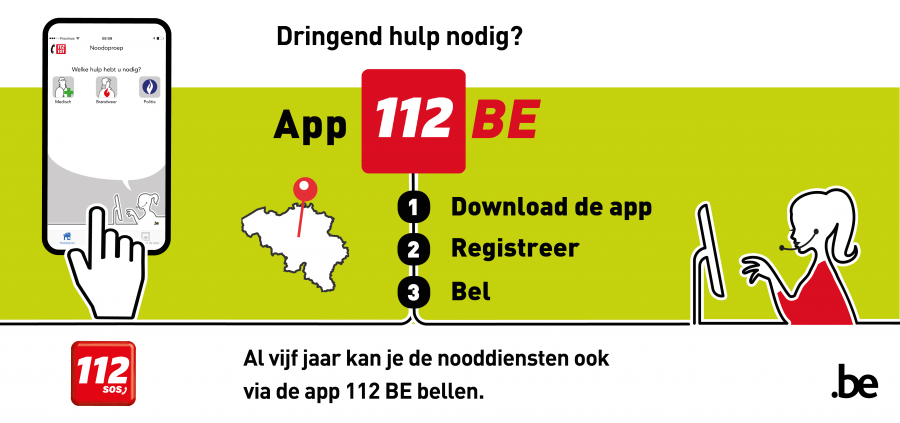 Dringend hulp nodig?
App 112 BE
1 Download de app
2 Registreer
3 Bel
Noodoproep
Welke hulp hebt u nodig?
Medisch Brandweer Politie
112
SOS
Al vijf jaar kan je de nooddiensten ook
via de app 112 BE bellen.
.be